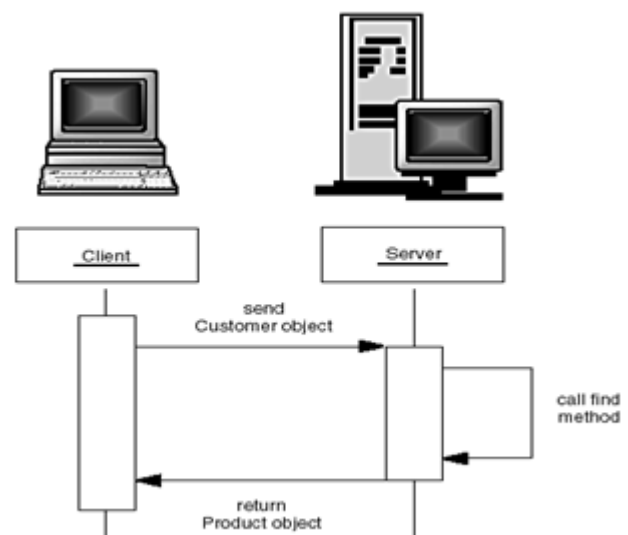 Client
Server
send
Customer object
call find
method
return
Product object